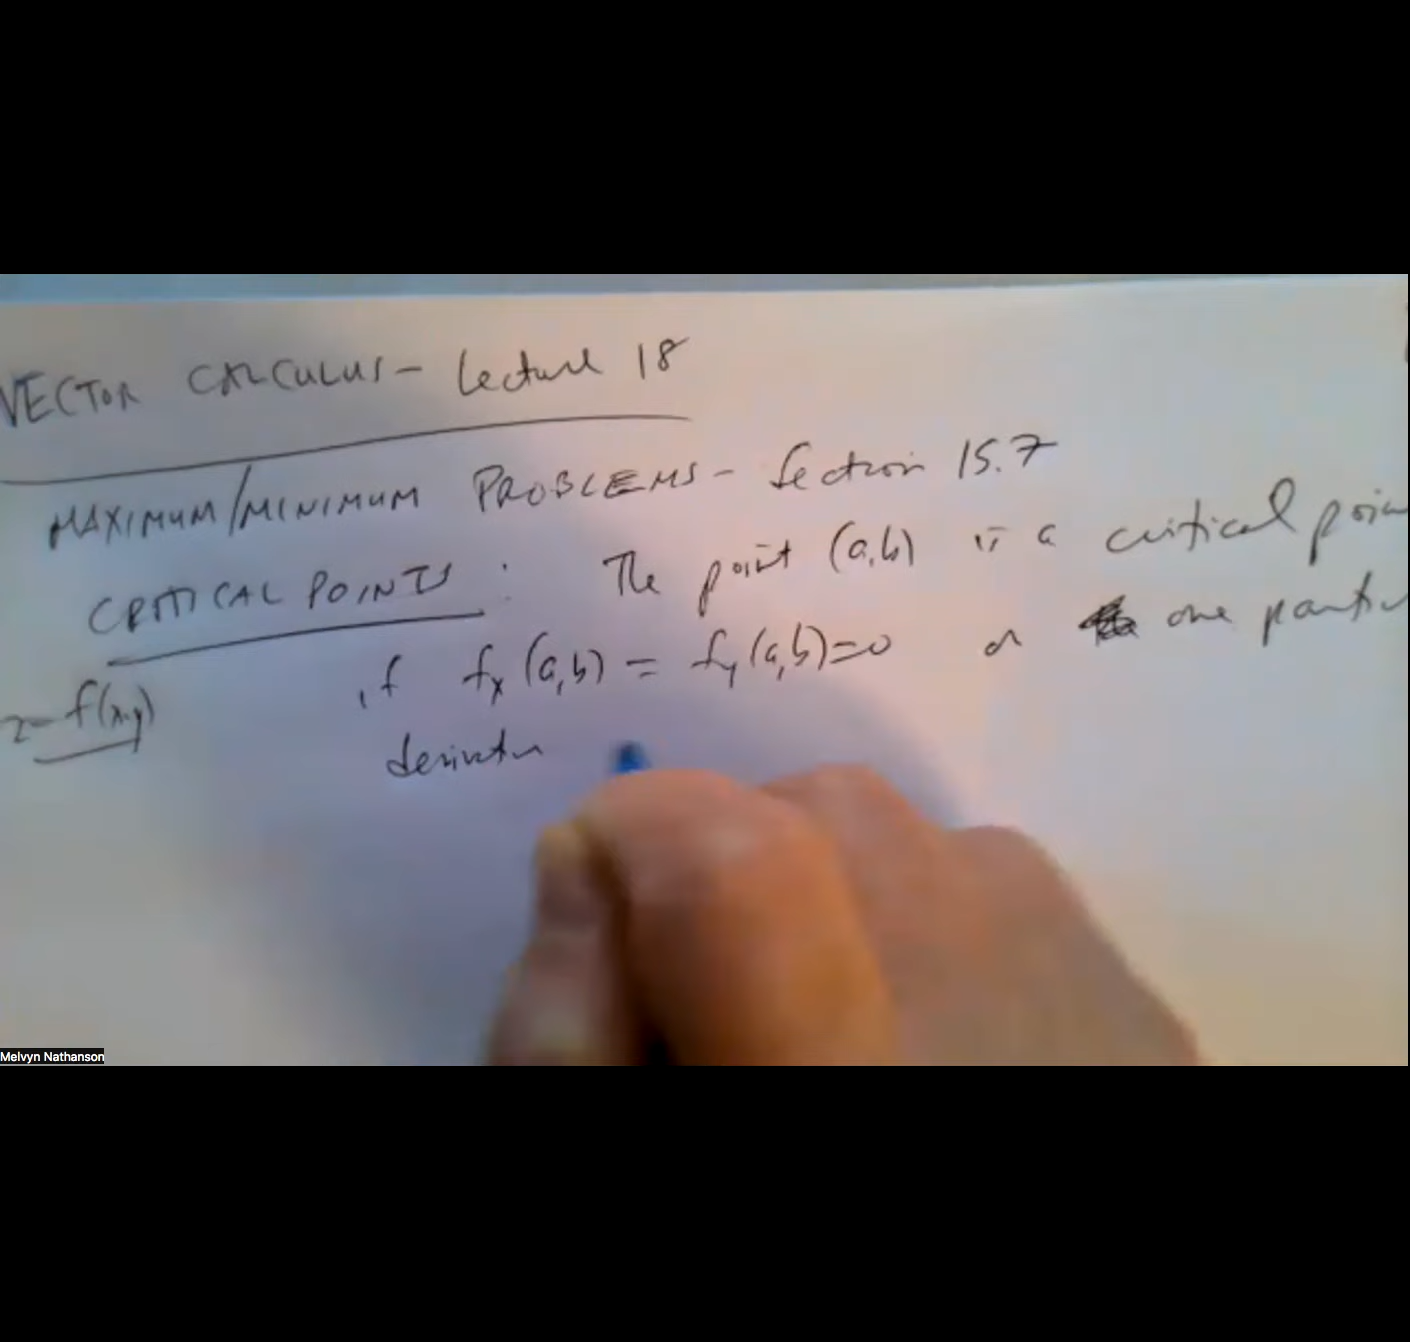 VECTOR CALCULUS - Lecture 18
MAXIMUM/MINIMUM PROBLEMS - Section 15.7
CRITICAL POINTS : The point (a,b) is a critical poin
if fx (a,b) = fy (a,b)=0 or one partia
z = f(x,y)
derivative
Melvyn Nathanson